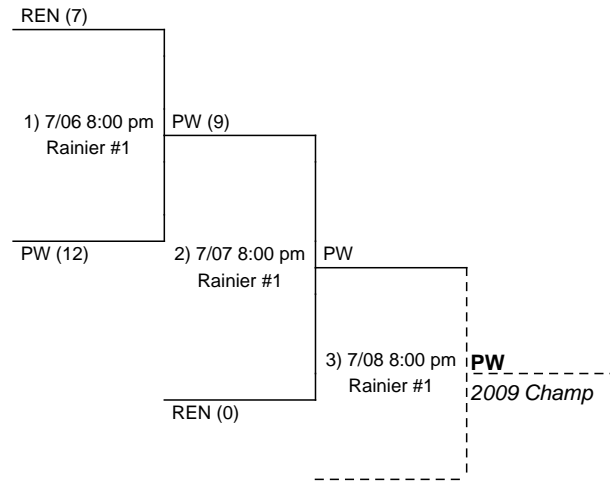 REN (7)
1) 7/06 8:00 pm
Rainier #1
PW (9)
PW (12)
2) 7/07 8:00 pm
Rainier #1
PW
3) 7/08 8:00 pm
Rainier #1
PW
2009 Champ
REN (0)